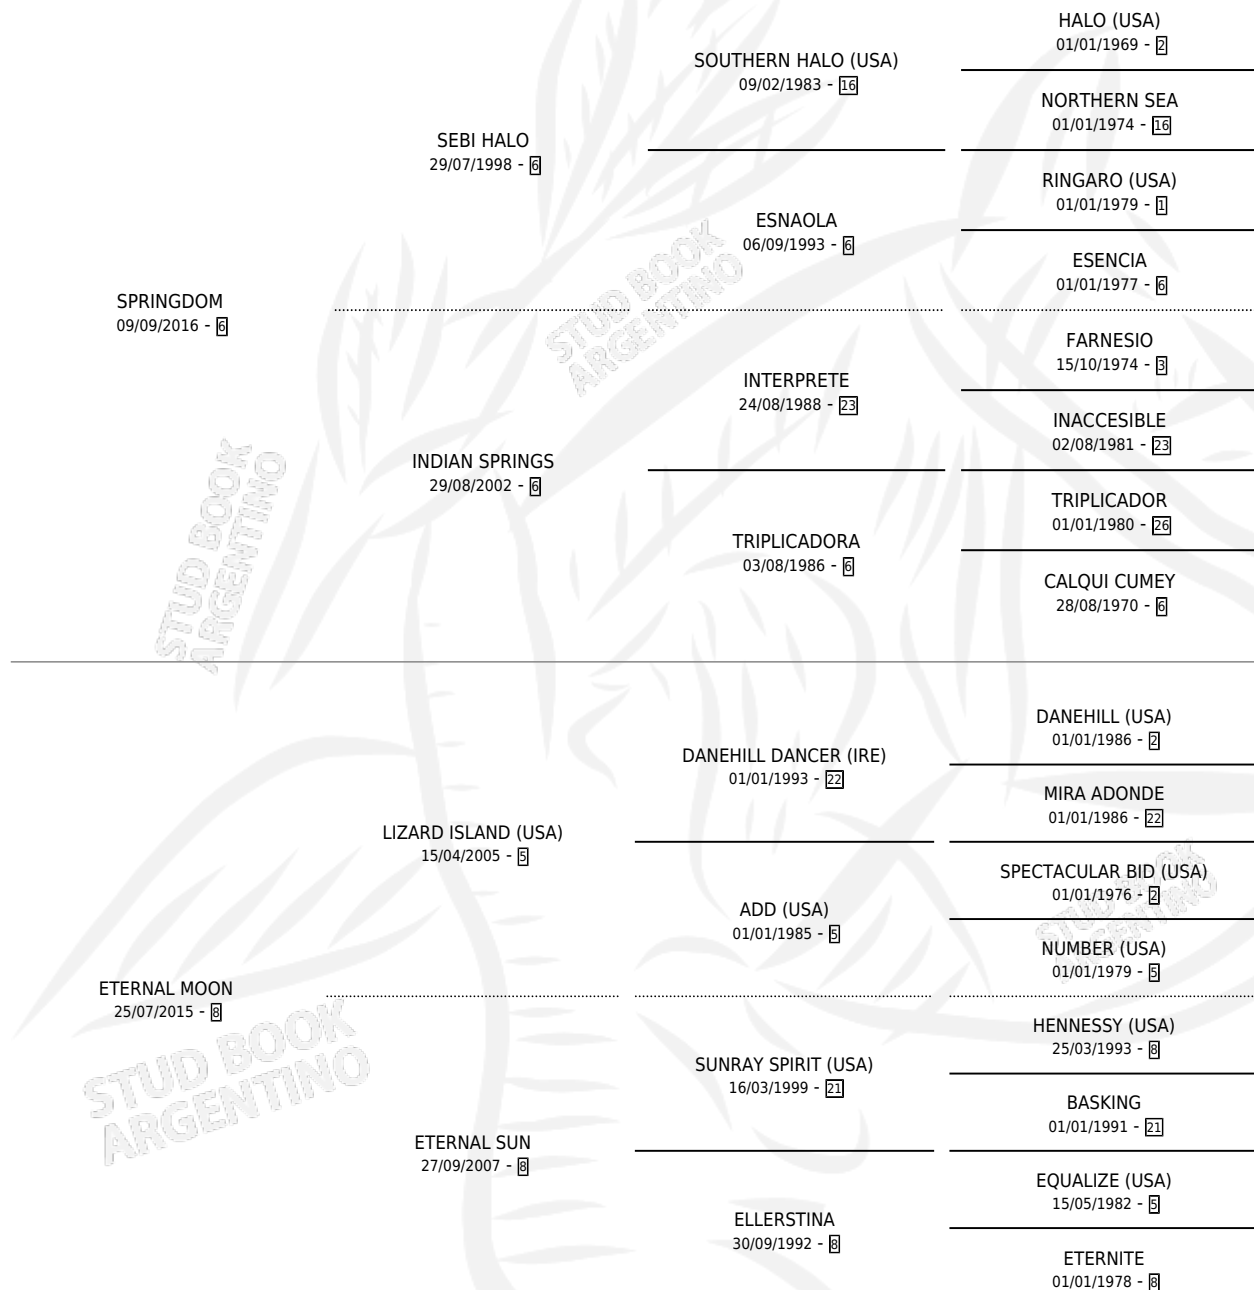 HALO (USA)
01/01/1969 - 2
SOUTHERN HALO (USA)
09/02/1983 - 16
NORTHERN SEA
01/01/1974 - 16
SEBI HALO
29/07/1998 - 6
RINGARO (USA)
01/01/1979 - 1
ESNAOLA
06/09/1993 - 6
ESENCIA
01/01/1977 - 6
SPRINGDOM
09/09/2016 - 6
STUD BOOK
ARGENTINO
FARNESIO
15/10/1974 - 3
INTERPRETE
24/08/1988 - 23
INACCESIBLE
02/08/1981 - 23
INDIAN SPRINGS
29/08/2002 - 6
TRIPLICADOR
01/01/1980 - 26
TRIPLICADORA
03/08/1986 - 6
CALQUI CUMEY
28/08/1970 - 6
STUD BOOK
ARGENTINO
DANEHILL (USA)
01/01/1986 - 2
DANEHILL DANCER (IRE)
01/01/1993 - 22
MIRA ADONDE
01/01/1986 - 22
LIZARD ISLAND (USA)
15/04/2005 - 5
SPECTACULAR BID (USA)
01/01/1976 - 2
STUD BOOK
ARGENTINO
ADD (USA)
01/01/1985 - 5
NUMBER (USA)
01/01/1979 - 5
ETERNAL MOON
25/07/2015 - 8
STUD BOOK
ARGENTINO
HENNESSY (USA)
25/03/1993 - 8
SUNRAY SPIRIT (USA)
16/03/1999 - 21
BASKING
01/01/1991 - 21
ETERNAL SUN
27/09/2007 - 8
EQUALIZE (USA)
15/05/1982 - 5
ELLERSTINA
30/09/1992 - 8
ETERNITE
01/01/1978 - 8